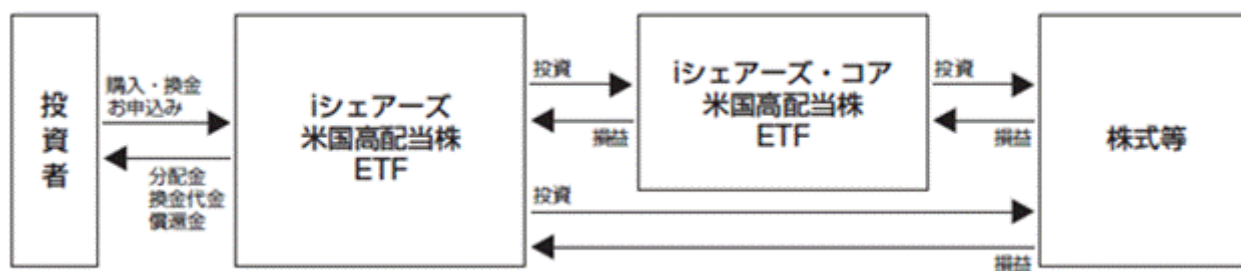 投資者
購入・換金
お申込み
分配金
換金代金
償還金
iシェアーズ
米国高配当株
ETF
投資
損益
iシェアーズ・コア
米国高配当株
ETF
投資
損益
投資
損益
株式等